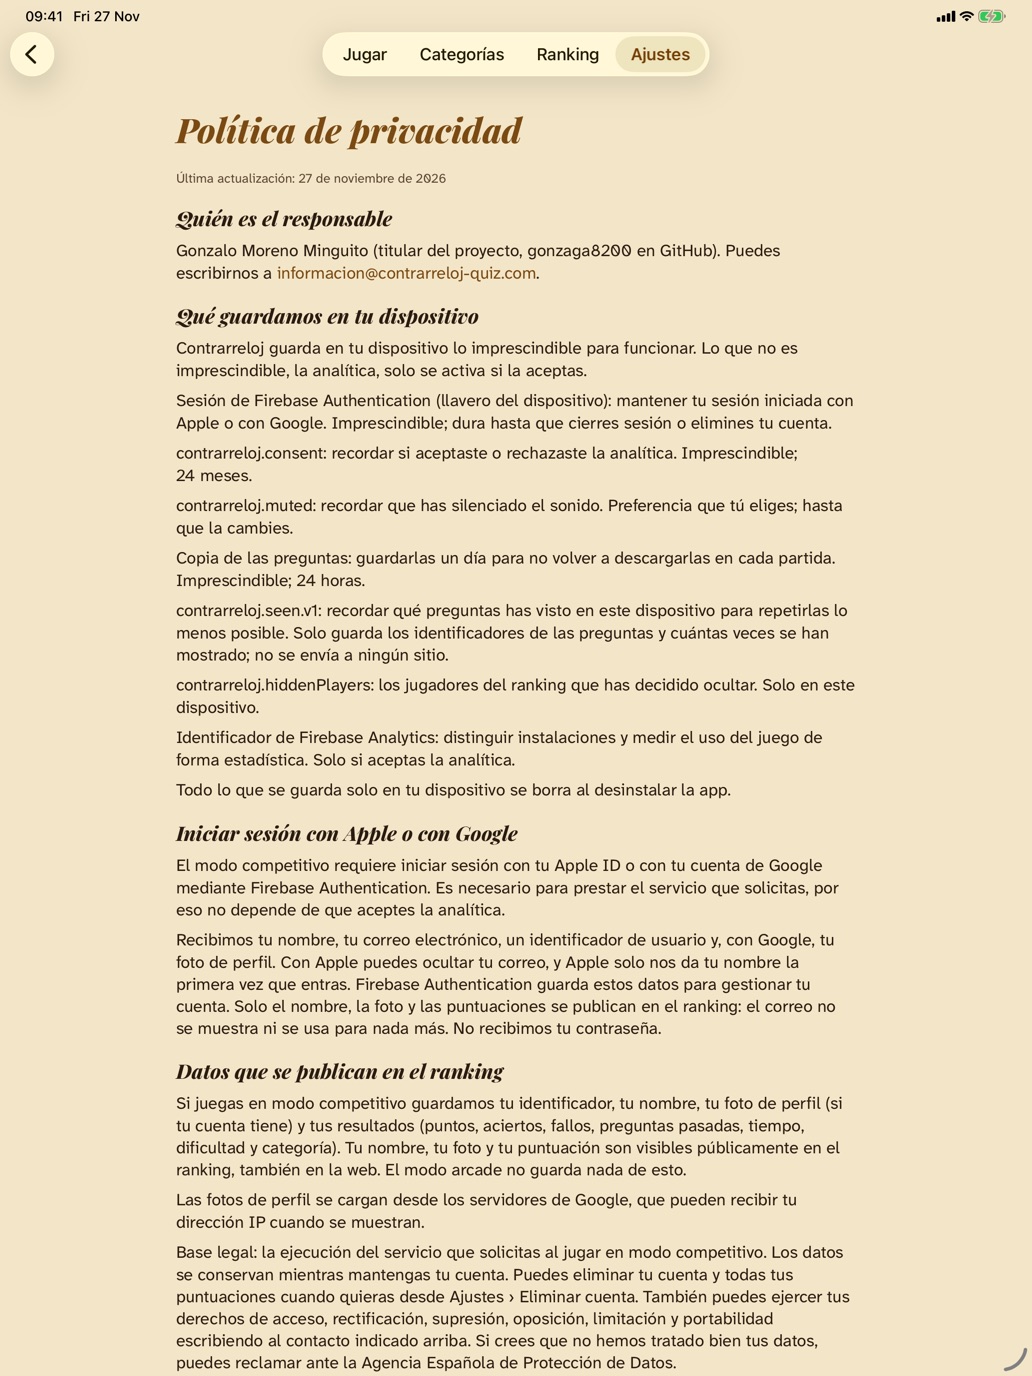 09:41 Fri 27 Nov
Jugar Categorías Ranking Ajustes
Política de privacidad
Última actualización: 27 de noviembre de 2026
Quién es el responsable
Gonzalo Moreno Minguito (titular del proyecto, gonzaga8200 en GitHub). Puedes
escribirnos a informacion@contrarreloj-quiz.com.
Qué guardamos en tu dispositivo
Contrarreloj guarda en tu dispositivo lo imprescindible para funcionar. Lo que no es
imprescindible, la analítica, solo se activa si la aceptas.
Sesión de Firebase Authentication (llavero del dispositivo): mantener tu sesión iniciada con
Apple o con Google. Imprescindible; dura hasta que cierres sesión o elimines tu cuenta.
contrarreloj.consent: recordar si aceptaste o rechazaste la analítica. Imprescindible;
24 meses.
contrarreloj.muted: recordar que has silenciado el sonido. Preferencia que tú eliges; hasta
que la cambies.
Copia de las preguntas: guardarlas un día para no volver a descargarlas en cada partida.
Imprescindible; 24 horas.
contrarreloj.seen.v1: recordar qué preguntas has visto en este dispositivo para repetirlas lo
menos posible. Solo guarda los identificadores de las preguntas y cuántas veces se han
mostrado; no se envía a ningún sitio.
contrarreloj.hiddenPlayers: los jugadores del ranking que has decidido ocultar. Solo en este
dispositivo.
Identificador de Firebase Analytics: distinguir instalaciones y medir el uso del juego de
forma estadística. Solo si aceptas la analítica.
Todo lo que se guarda solo en tu dispositivo se borra al desinstalar la app.
Iniciar sesión con Apple o con Google
El modo competitivo requiere iniciar sesión con tu Apple ID o con tu cuenta de Google
mediante Firebase Authentication. Es necesario para prestar el servicio que solicitas, por
eso no depende de que aceptes la analítica.
Recibimos tu nombre, tu correo electrónico, un identificador de usuario y, con Google, tu
foto de perfil. Con Apple puedes ocultar tu correo, y Apple solo nos da tu nombre la
primera vez que entras. Firebase Authentication guarda estos datos para gestionar tu
cuenta. Solo el nombre, la foto y las puntuaciones se publican en el ranking: el correo no
se muestra ni se usa para nada más. No recibimos tu contraseña.
Datos que se publican en el ranking
Si juegas en modo competitivo guardamos tu identificador, tu nombre, tu foto de perfil (si
tu cuenta tiene) y tus resultados (puntos, aciertos, fallos, preguntas pasadas, tiempo,
dificultad y categoría). Tu nombre, tu foto y tu puntuación son visibles públicamente en el
ranking, también en la web. El modo arcade no guarda nada de esto.
Las fotos de perfil se cargan desde los servidores de Google, que pueden recibir tu
dirección IP cuando se muestran.
Base legal: la ejecución del servicio que solicitas al jugar en modo competitivo. Los datos
se conservan mientras mantengas tu cuenta. Puedes eliminar tu cuenta y todas tus
puntuaciones cuando quieras desde Ajustes › Eliminar cuenta. También puedes ejercer tus
derechos de acceso, rectificación, supresión, oposición, limitación y portabilidad
escribiendo al contacto indicado arriba. Si crees que no hemos tratado bien tus datos,
puedes reclamar ante la Agencia Española de Protección de Datos.